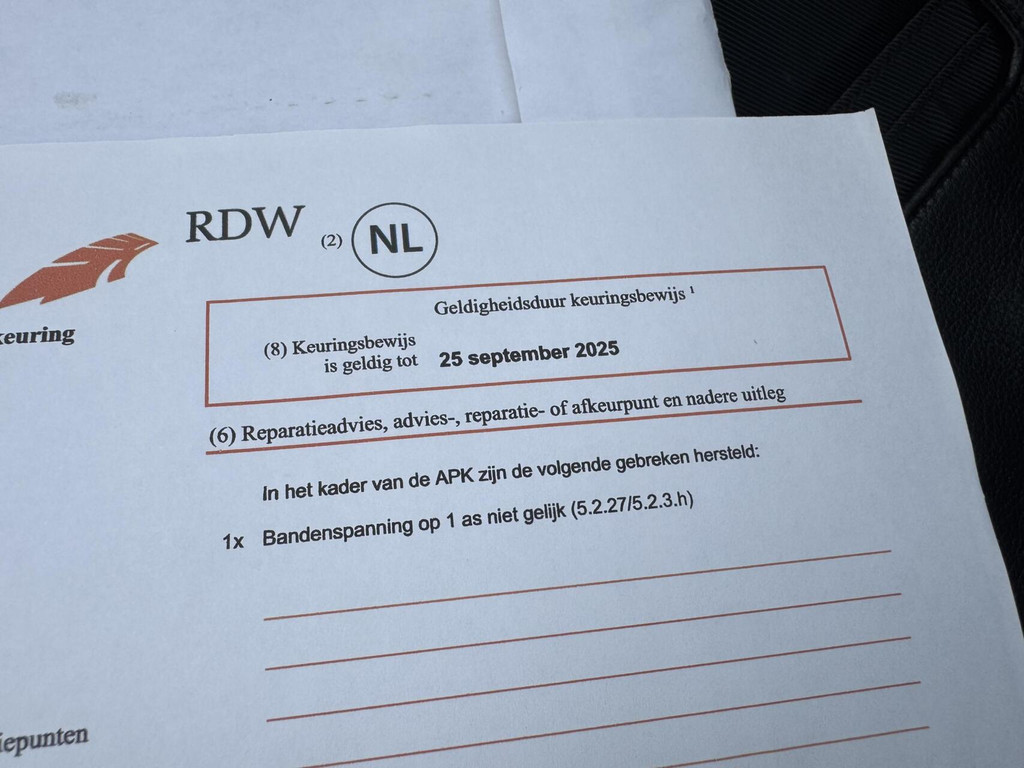 RDW (2) NL
keuring
Geldigheidsduur keuringsbewijs ¹
(8) Keuringsbewijs
is geldig tot 25 september 2025
(6) Reparatieadvies, advies-, reparatie- of afkeurpunt en nadere uitleg
In het kader van de APK zijn de volgende gebreken hersteld:
1x Bandenspanning op 1 as niet gelijk (5.2.27/5.2.3.h)
iepunten